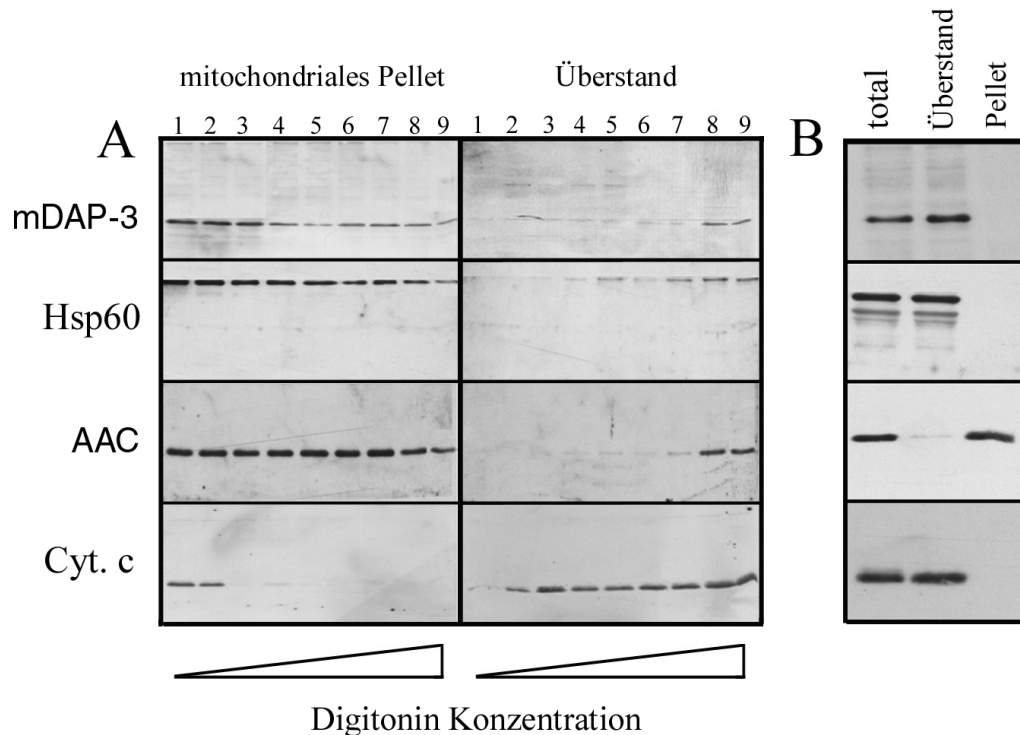 mitochondriales Pellet
Überstand
1 2 3 4 5 6 7 8 9
1 2 3 4 5 6 7 8 9
A
mDAP-3
Hsp60
AAC
Cyt. c
Digitonin Konzentration
B
total
Überstand
Pellet